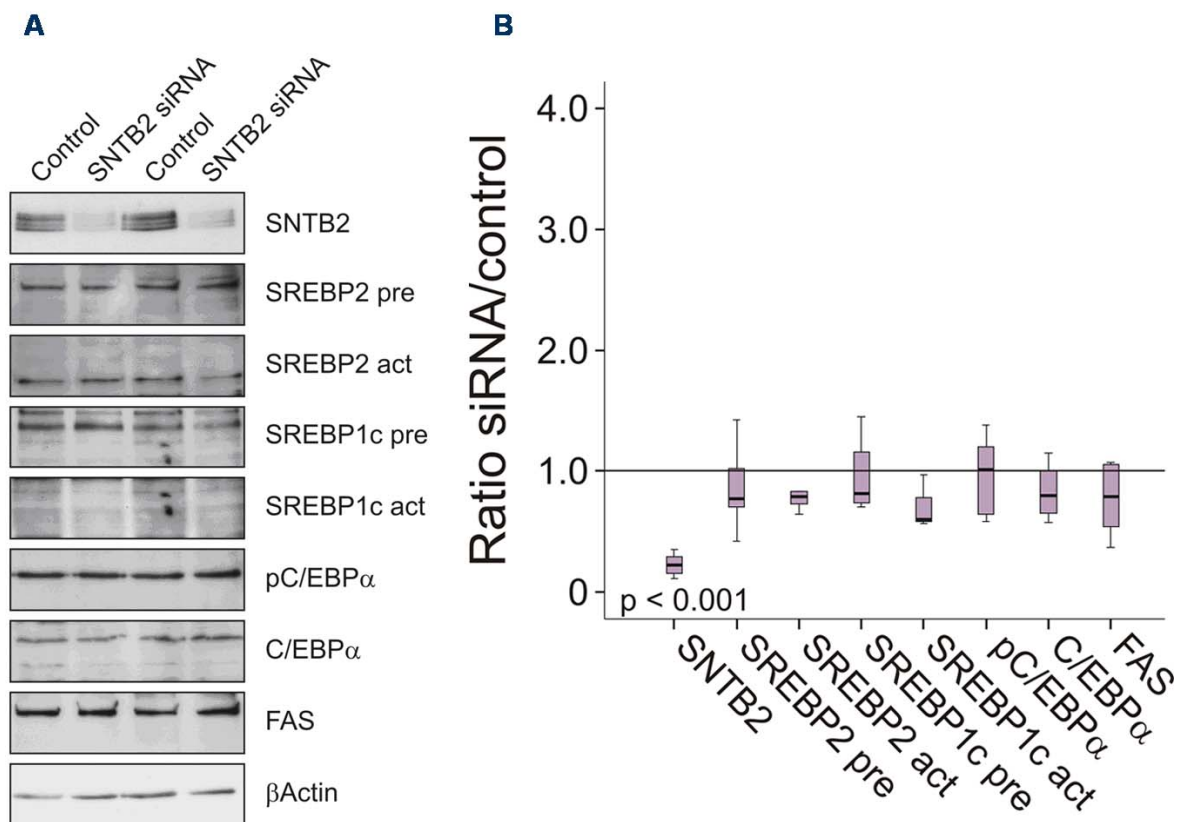 A
B
Control
SNTB2 siRNA
Control
SNTB2 siRNA
SNTB2
SREBP2 pre
SREBP2 act
SREBP1c pre
SREBP1c act
pC/EBPα
C/EBPα
FAS
βActin
Ratio siRNA/control
4.0
3.0
2.0
1.0
0
p < 0.001
SNTB2
SREBP2 pre
SREBP2 act
SREBP1c pre
SREBP1c act
pC/EBPα
C/EBPα
FAS